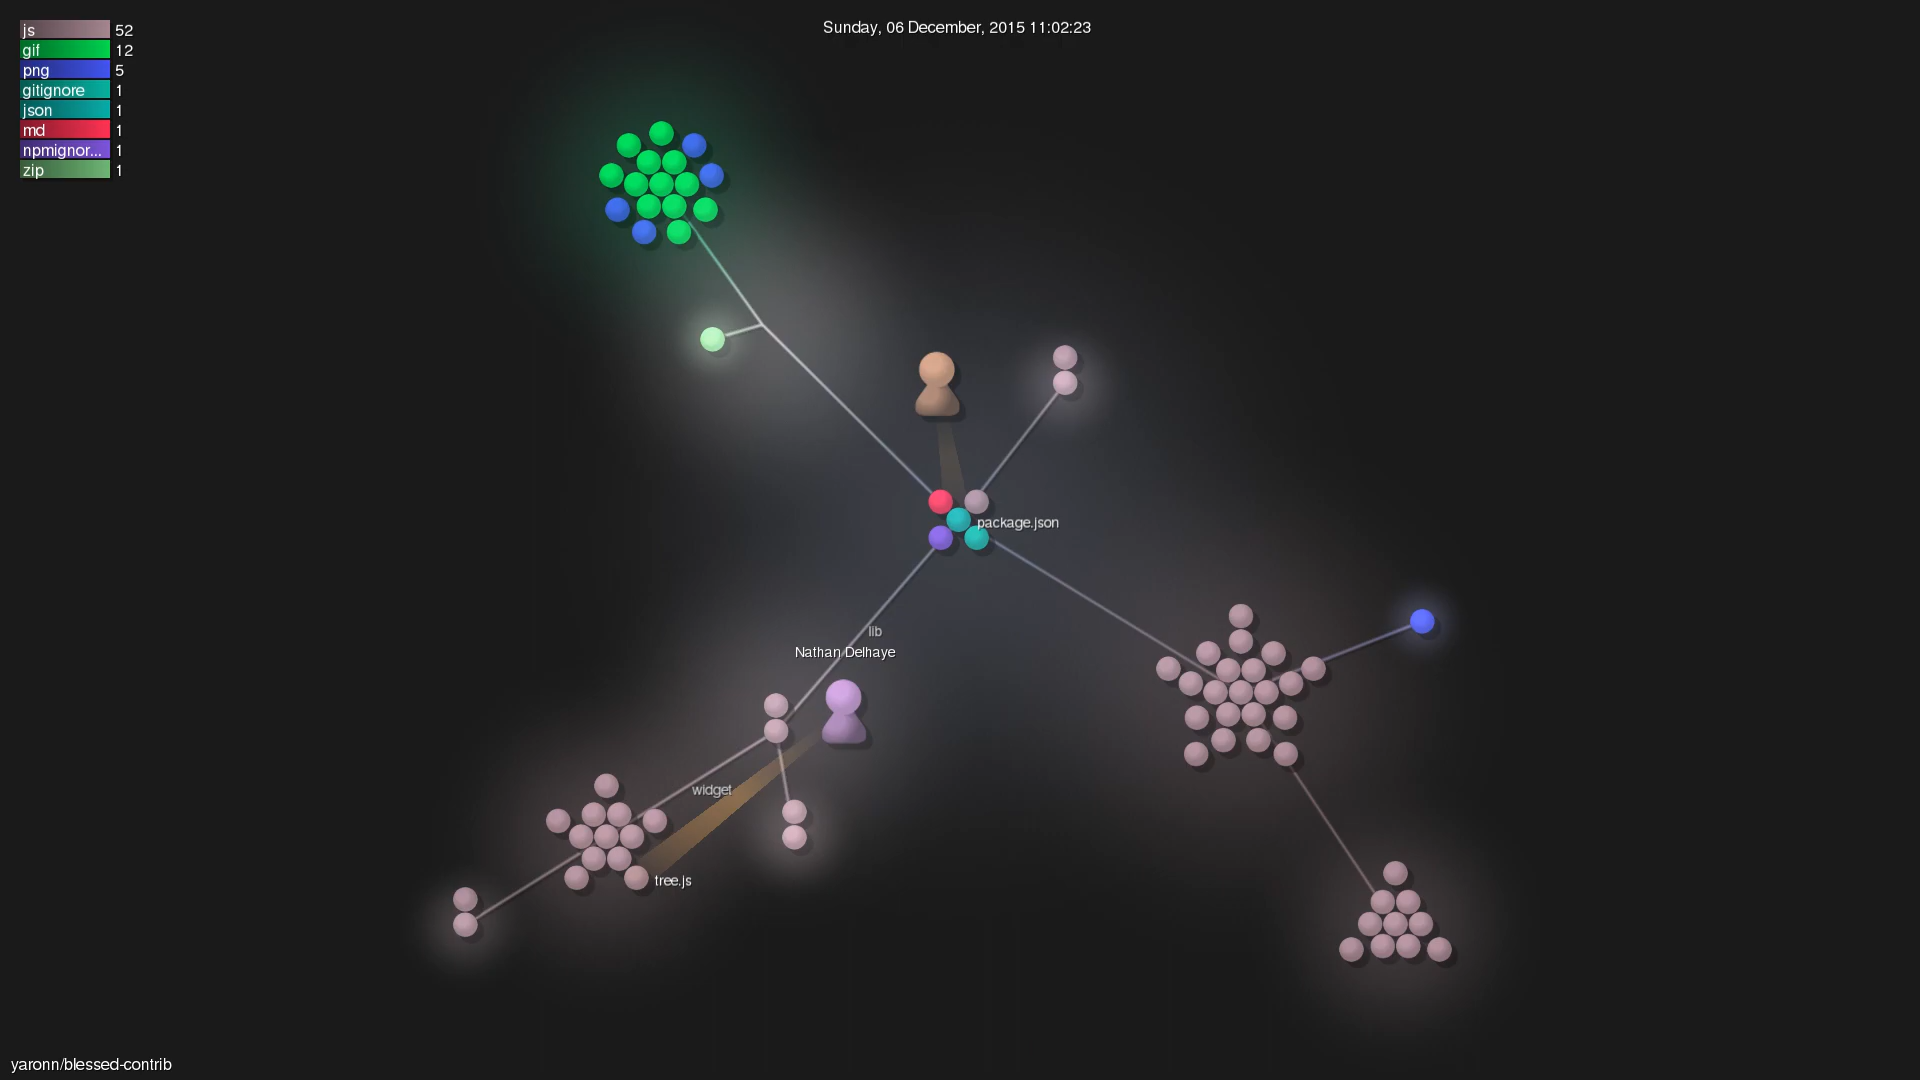 js 52
gif 12
png 5
gitignore 1
json 1
md 1
npmignor... 1
zip 1
Sunday, 06 December, 2015 11:02:23
package.json
lib
Nathan Delhaye
widget
tree.js
yaronn/blessed-contrib